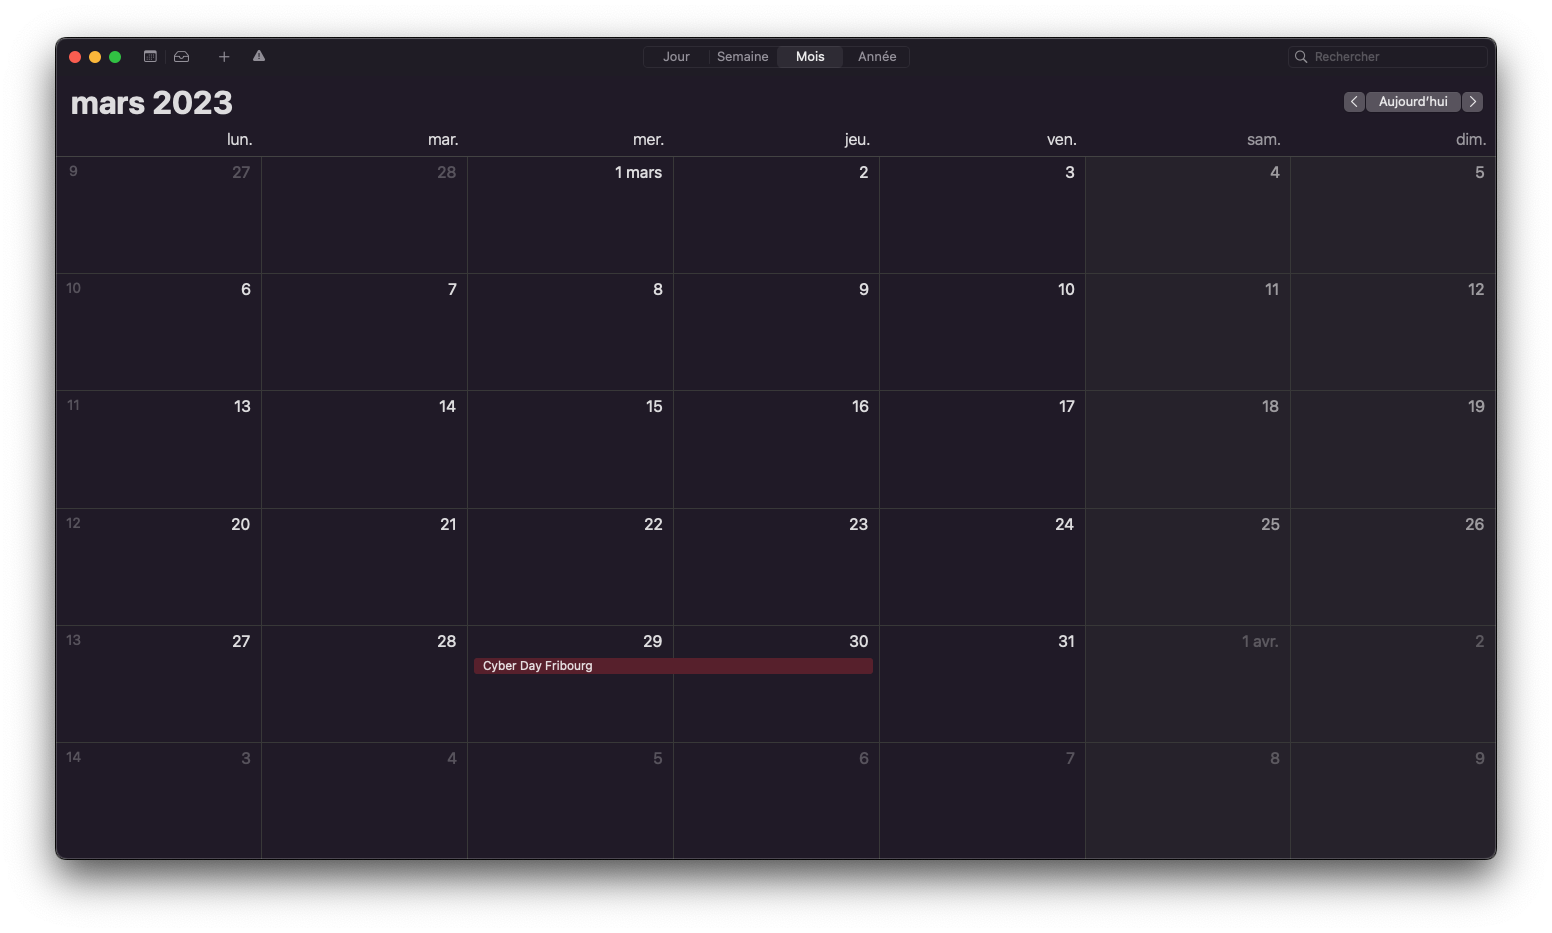 Jour Semaine Mois Année Rechercher
mars 2023 Aujourd'hui
lun. mar. mer. jeu. ven. sam. dim.
9 27 28 1 mars 2 3 4 5
10 6 7 8 9 10 11 12
11 13 14 15 16 17 18 19
12 20 21 22 23 24 25 26
13 27 28 29 30 31 1 avr. 2
Cyber Day Fribourg
14 3 4 5 6 7 8 9